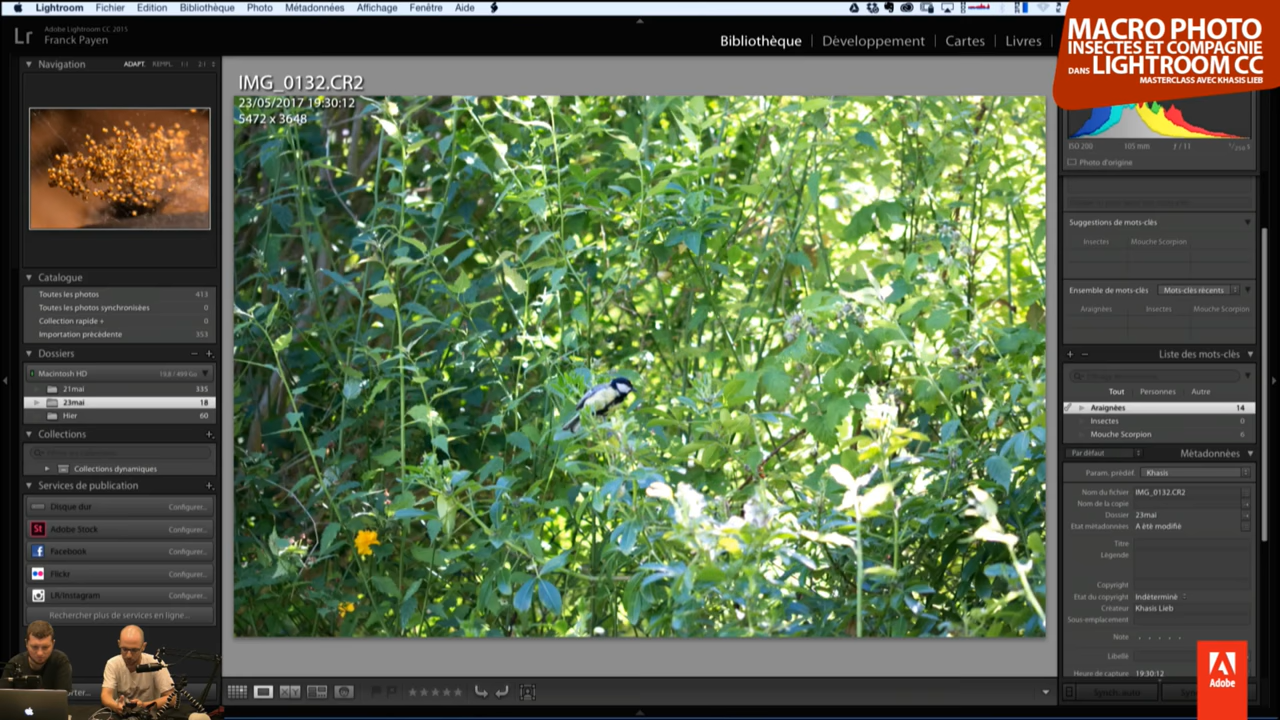 Lightroom Fichier Edition Bibliothèque Photo Métadonnées Affichage Fenêtre Aide
Lr
Adobe Lightroom CC 2015
Franck Payen
Bibliothèque Développement Cartes Livres
MACRO PHOTO
INSECTES ET COMPAGNIE
DANS LIGHTROOM CC
MASTERCLASS AVEC KHASIS LIEB
Navigation ADAPT. REMPL. 1:1 2:1
Catalogue
Toutes les photos 413
Toutes les photos synchronisées 0
Collection rapide + 0
Importation précédente 353
Dossiers
Macintosh HD 19,8 / 499 Go
21mai 335
23mai 18
Hier 60
Collections
Collections dynamiques
Services de publication
Disque dur Configurer...
St Adobe Stock Configurer...
Facebook Configurer...
Flickr Configurer...
LR/Instagram Configurer...
Rechercher plus de services en ligne...
IMG_0132.CR2
23/05/2017 19:30:12
5472 x 3648
ISO 200 105 mm f / 11
Photo d'origine
Suggestions de mots-clés
Insectes Mouche Scorpion
Ensemble de mots-clés Mots-clés récents
Araignées Insectes Mouche Scorpion
Liste des mots-clés
Tout Personnes Autre
Araignées 14
Insectes 0
Mouche Scorpion 6
Par défaut Métadonnées
Param. prédéf. Khasis
Nom du fichier IMG_0132.CR2
Nom de la copie
Dossier 23mai
Etat métadonnées A été modifié
Titre
Légende
Copyright
Etat du copyright Indéterminé
Créateur Khasis Lieb
Sous-emplacement
Note
Libellé
Heure de capture 19:30:12
Synch. auto
Adobe